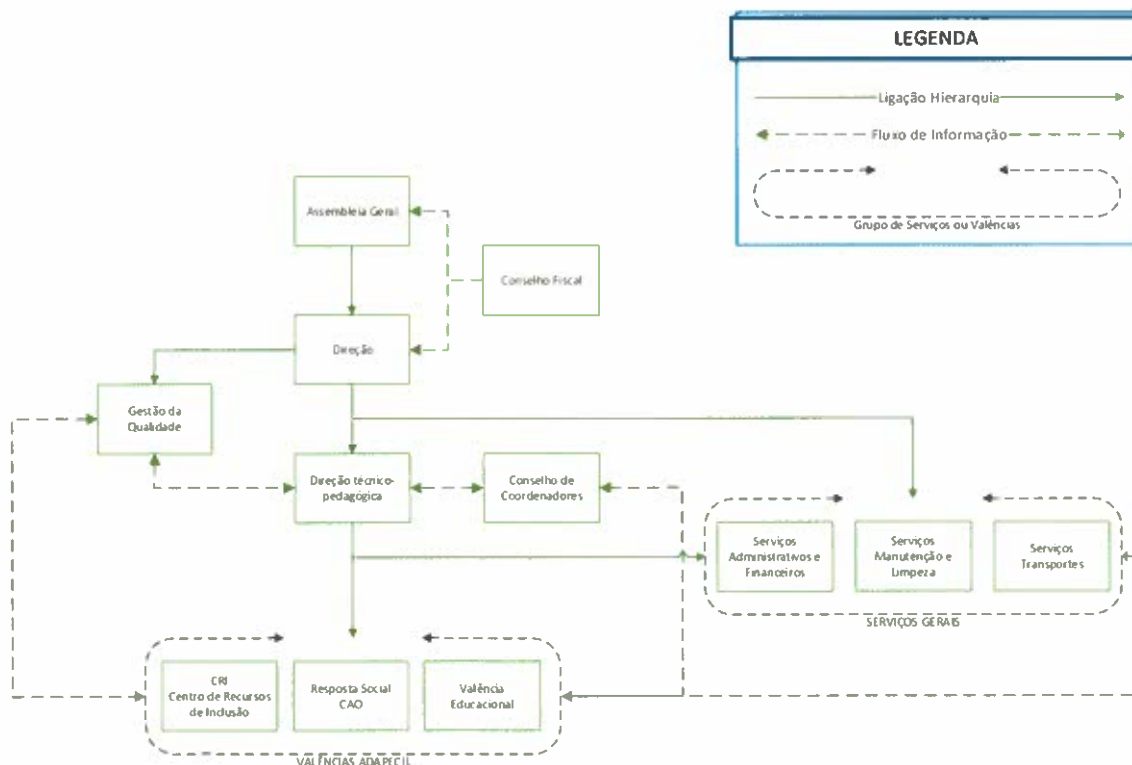 LEGENDA
Ligação Hierarquia
Fluxo de Informação
Grupo de Serviços ou Valências
Assembleia Geral
Conselho Fiscal
Direção
Gestão da
Qualidade
Direção técnico-
pedagógica
Conselho de
Coordenadores
Serviços
Administrativos e
Financeiros
Serviços
Manutenção e
Limpeza
Serviços
Transportes
SERVIÇOS GERAIS
CRI
Centro de Recursos
de Inclusão
Resposta Social
CAO
Valência
Educacional
VALÊNCIAS ADAPECIL